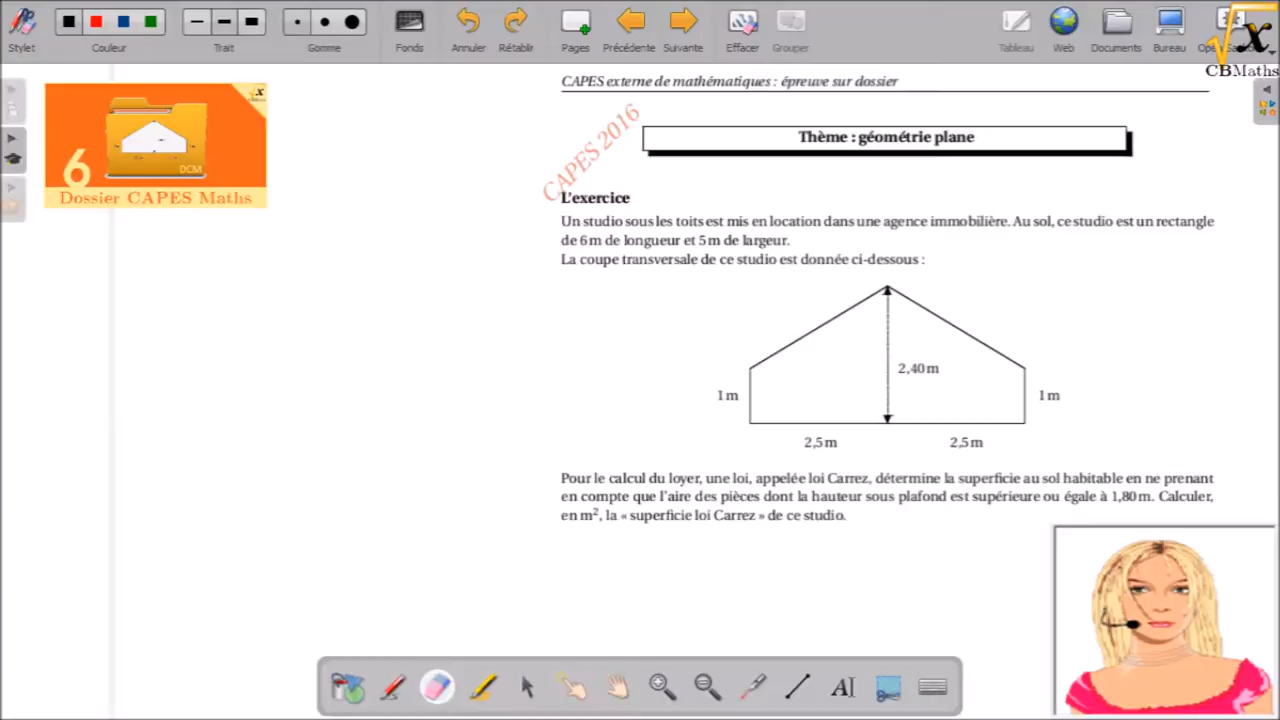 Stylet
Couleur
Trait
Gomme
Fonds
Annuler
Rétablir
Pages
Précédente
Suivante
Effacer
Grouper
Tableau
Web
Documents
Bureau
x
CBMaths
6
DCM
Dossier CAPES Maths
CAPES externe de mathématiques : épreuve sur dossier
CAPES 2016
Thème : géométrie plane
L'exercice
Un studio sous les toits est mis en location dans une agence immobilière. Au sol, ce studio est un rectangle
de 6 m de longueur et 5 m de largeur.
La coupe transversale de ce studio est donnée ci-dessous :
2,40 m
1 m
1 m
2,5 m
2,5 m
Pour le calcul du loyer, une loi, appelée loi Carrez, détermine la superficie au sol habitable en ne prenant
en compte que l'aire des pièces dont la hauteur sous plafond est supérieure ou égale à 1,80 m. Calculer,
en m², la « superficie loi Carrez » de ce studio.
AI